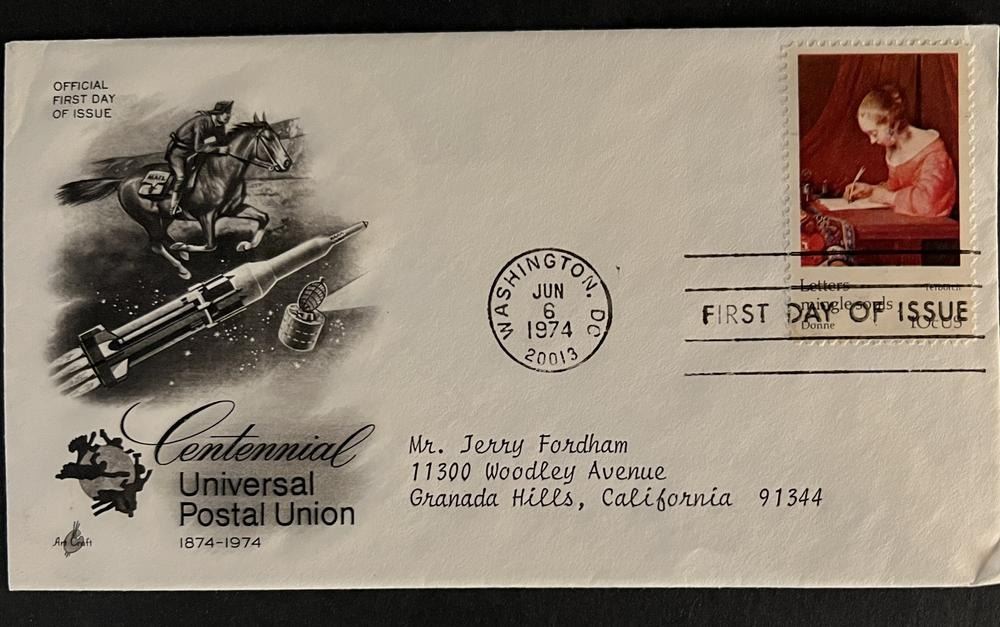 OFFICIAL
FIRST DAY
OF ISSUE
MAIL
Centennial
Universal
Postal Union
1874-1974
Art Craft
WASHINGTON. DC
JUN
6
1974
20013
Letters
mingle souls
Donne
Terborch
10cUS
FIRST DAY OF ISSUE
Mr. Jerry Fordham
11300 Woodley Avenue
Granada Hills, California 91344